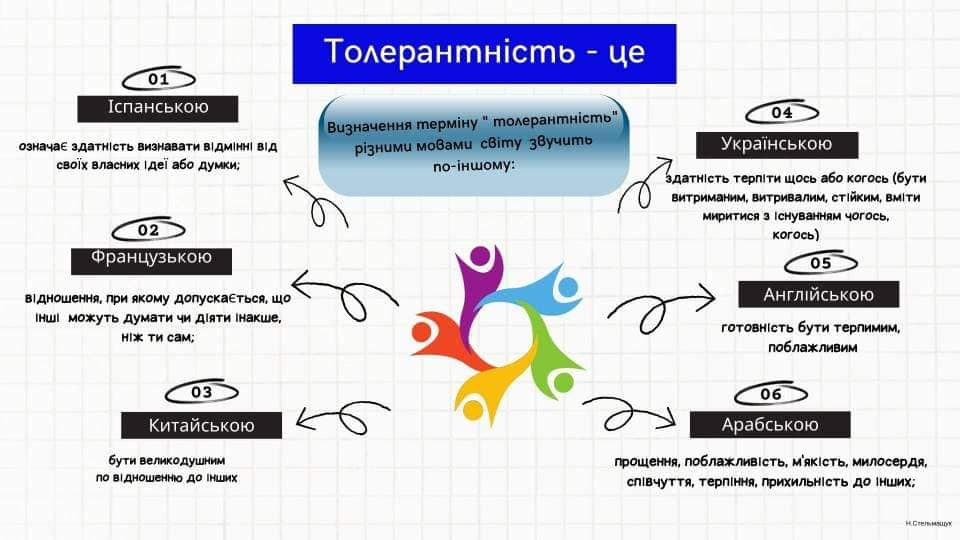 Толерантність - це
Визначення терміну " толерантність"
різними мовами світу звучить
по-іншому:
01
Іспанською
означає здатність визнавати відмінні від
своїх власних ідеї або думки;
02
Французькою
відношення, при якому допускається, що
інші можуть думати чи діяти інакше,
ніж ти сам;
03
Китайською
бути великодушним
по відношенню до інших
04
Українською
здатність терпіти щось або когось (бути
витриманим, витривалим, стійким, вміти
миритися з існуванням чогось,
когось)
05
Англійською
готовність бути терпимим,
поблажливим
06
Арабською
прощення, поблажливість, м'якість, милосердя,
співчуття, терпіння, прихильність до інших;
Н.Стельмащук